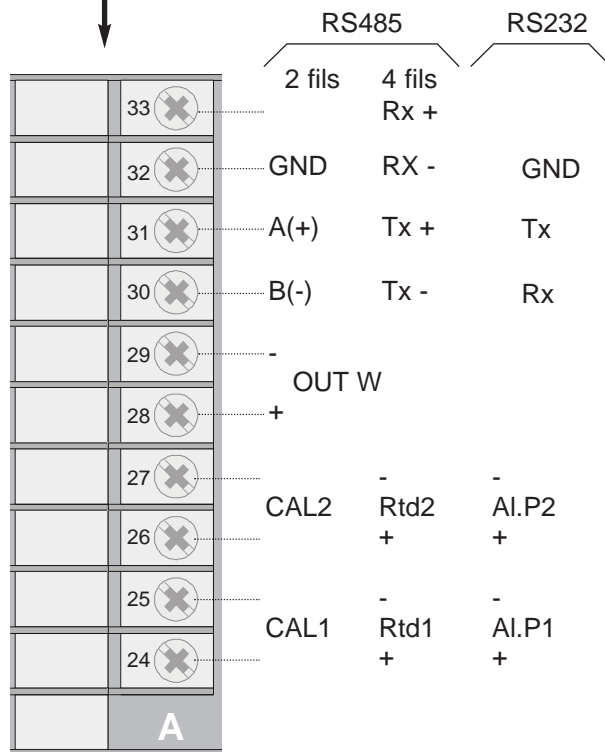 RS485 RS232
2 fils 4 fils
33 Rx +
32 GND RX - GND
31 A(+) Tx + Tx
30 B(-) Tx - Rx
29 -
OUT W
28 +
27 - -
CAL2 Rtd2 Al.P2
26 + +
25 - -
CAL1 Rtd1 Al.P1
24 + +
A